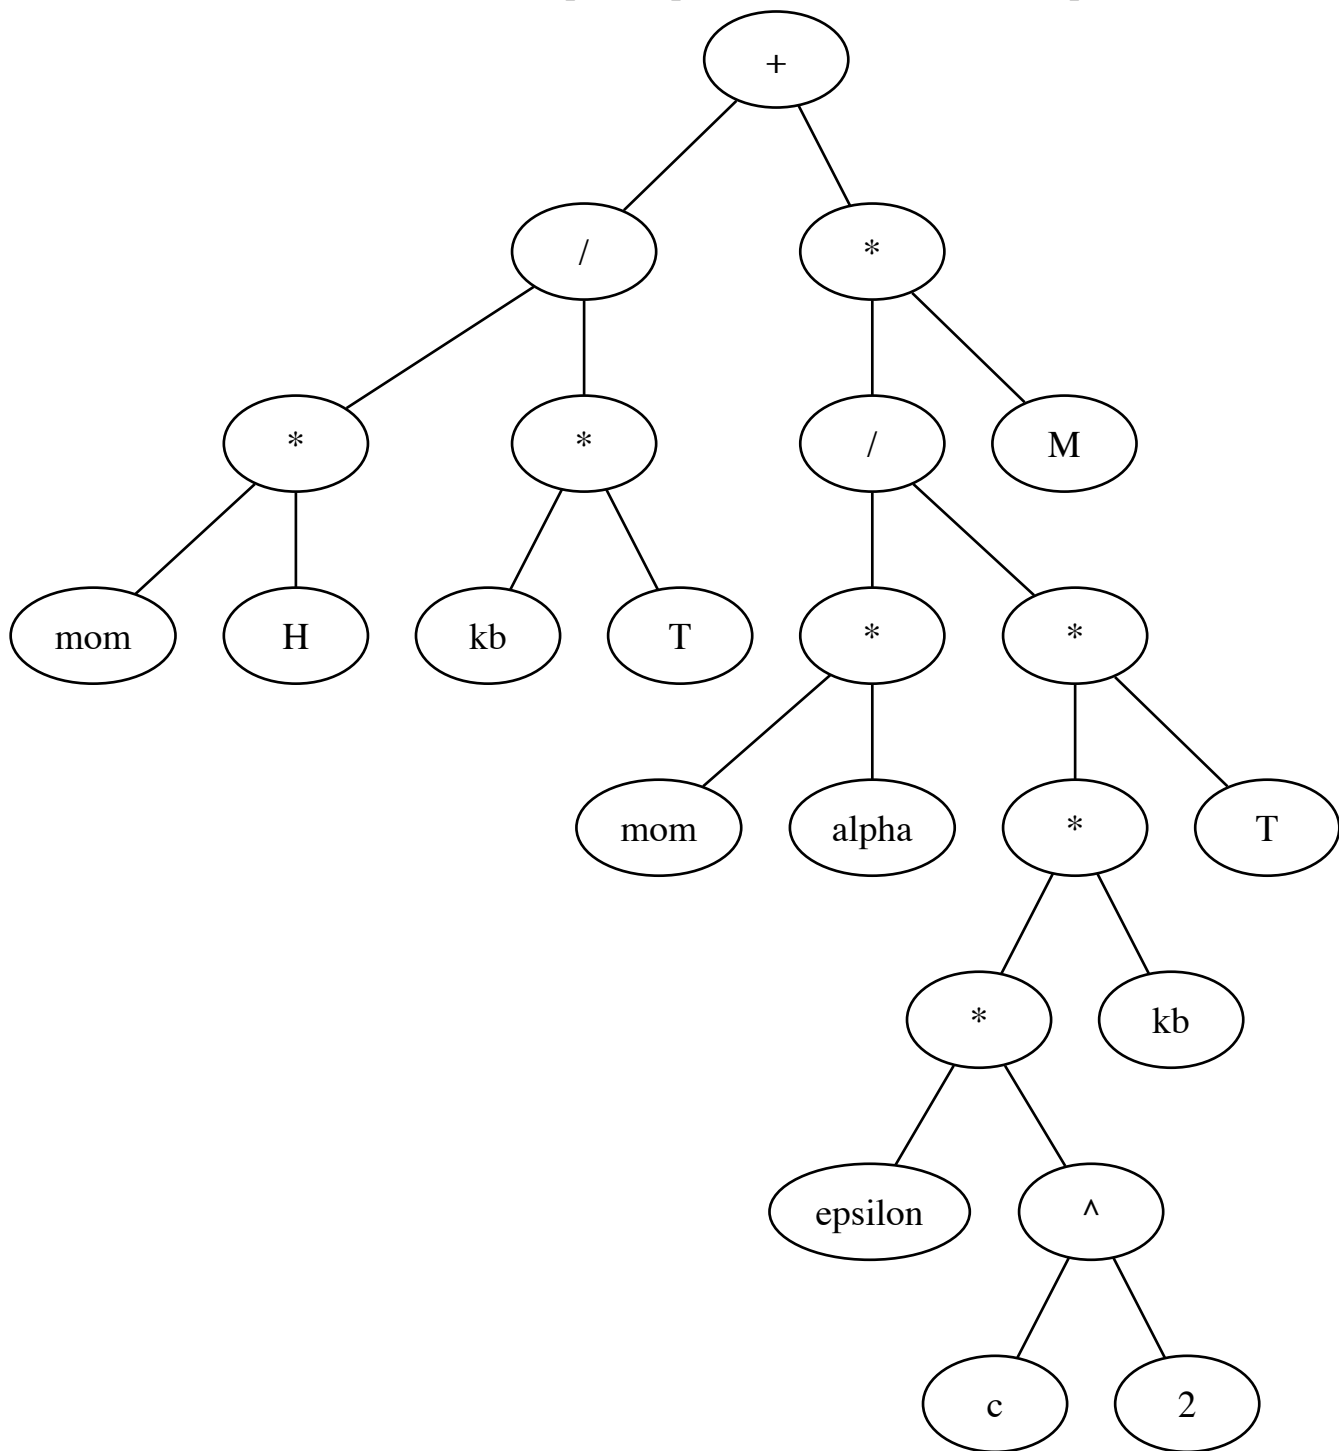 +
/ *
* * / M
mom H kb T * *
mom alpha * T
* kb
epsilon ^
c 2